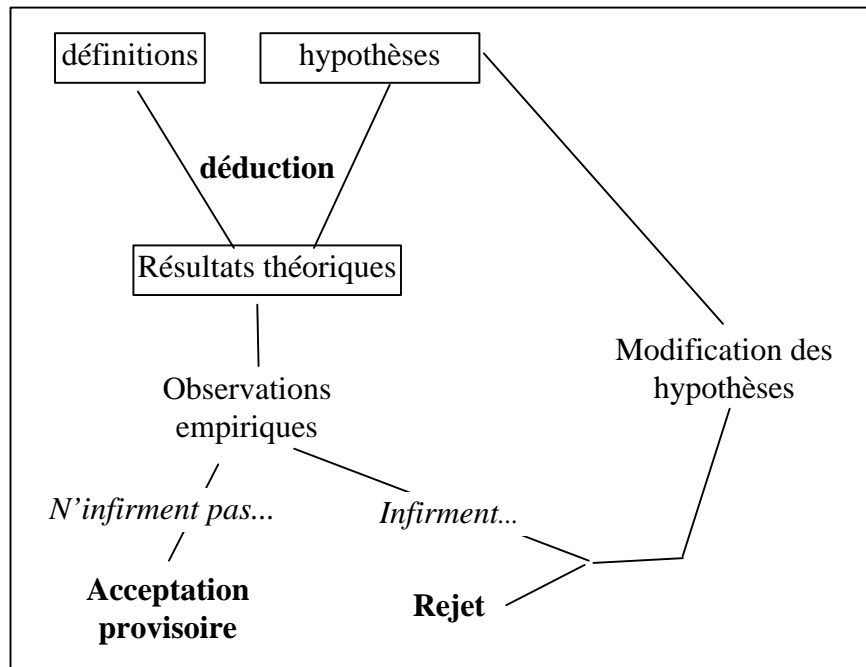 définitions
hypothèses
déduction
Résultats théoriques
Modification des
hypothèses
Observations
empiriques
N’infirment pas...
Infirment...
Acceptation
provisoire
Rejet